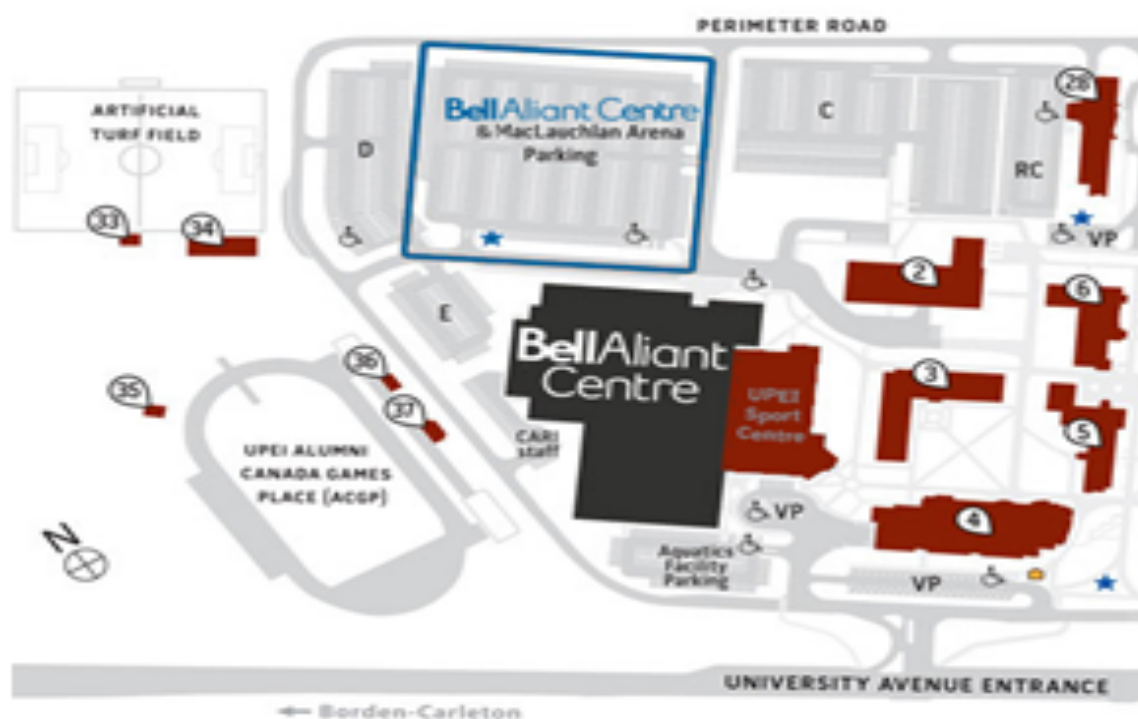 PERIMETER ROAD
ARTIFICIAL
TURF FIELD
BellAliant Centre
& MacLauchlan Arena
Parking
C
D
28
RC
33
34
VP
2
6
E
BellAliant
Centre
36
35
37
3
UPEI
Sport
Centre
5
CARI
staff
UPEI ALUMNI
CANADA GAMES
PLACE (ACGP)
VP
4
N
Aquatics
Facility
Parking
VP
UNIVERSITY AVENUE ENTRANCE
Borden-Carleton